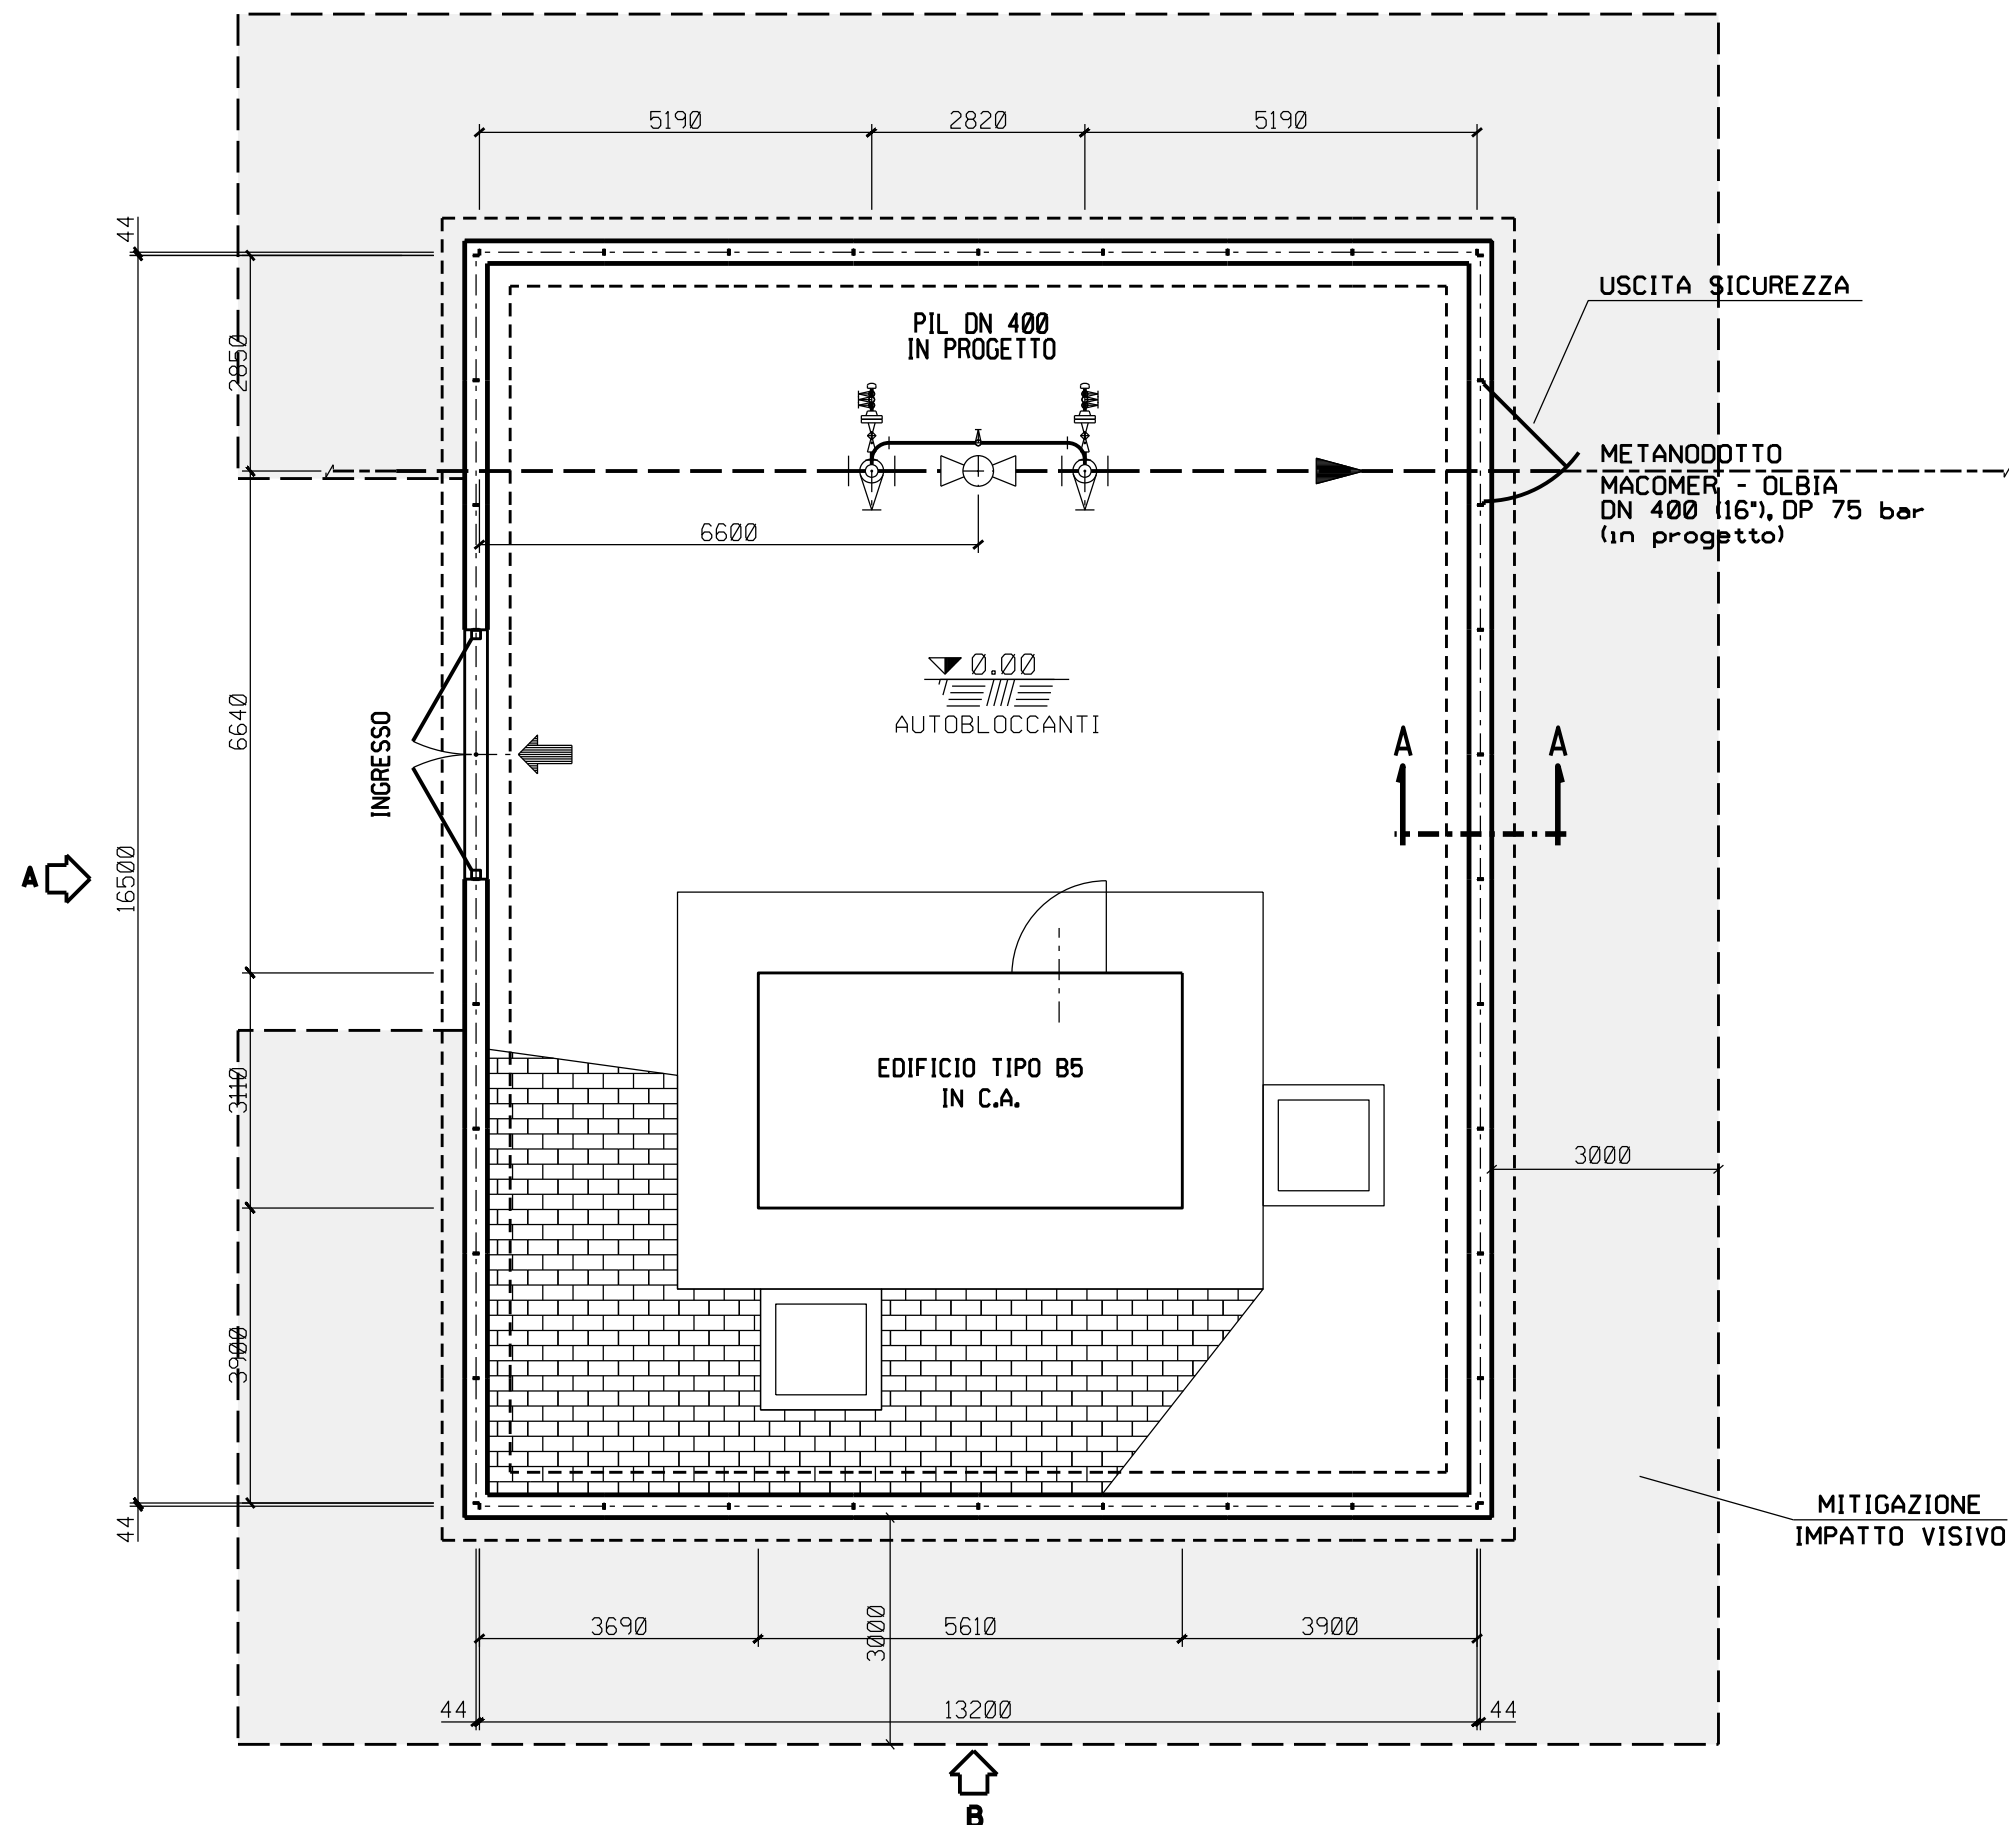 5190
2820
5190
44
USCITA SICUREZZA
PIL DN 400
IN PROGETTO
2850
METANODOTTO
MACOMER - OLBIA
DN 400 (16"), DP 75 bar
(in progetto)
6600
0.00
AUTOBLOCCANTI
6640
INGRESSO
A
A
A
16500
EDIFICIO TIPO B5
IN C.A.
3110
3000
3900
MITIGAZIONE
IMPATTO VISIVO
44
3690
3000
5610
3900
44
13200
44
B